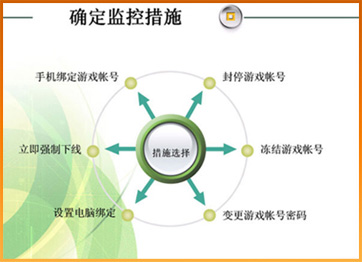 确定监控措施
手机绑定游戏帐号
封停游戏帐号
立即强制下线
措施选择
冻结游戏帐号
设置电脑绑定
变更游戏帐号密码